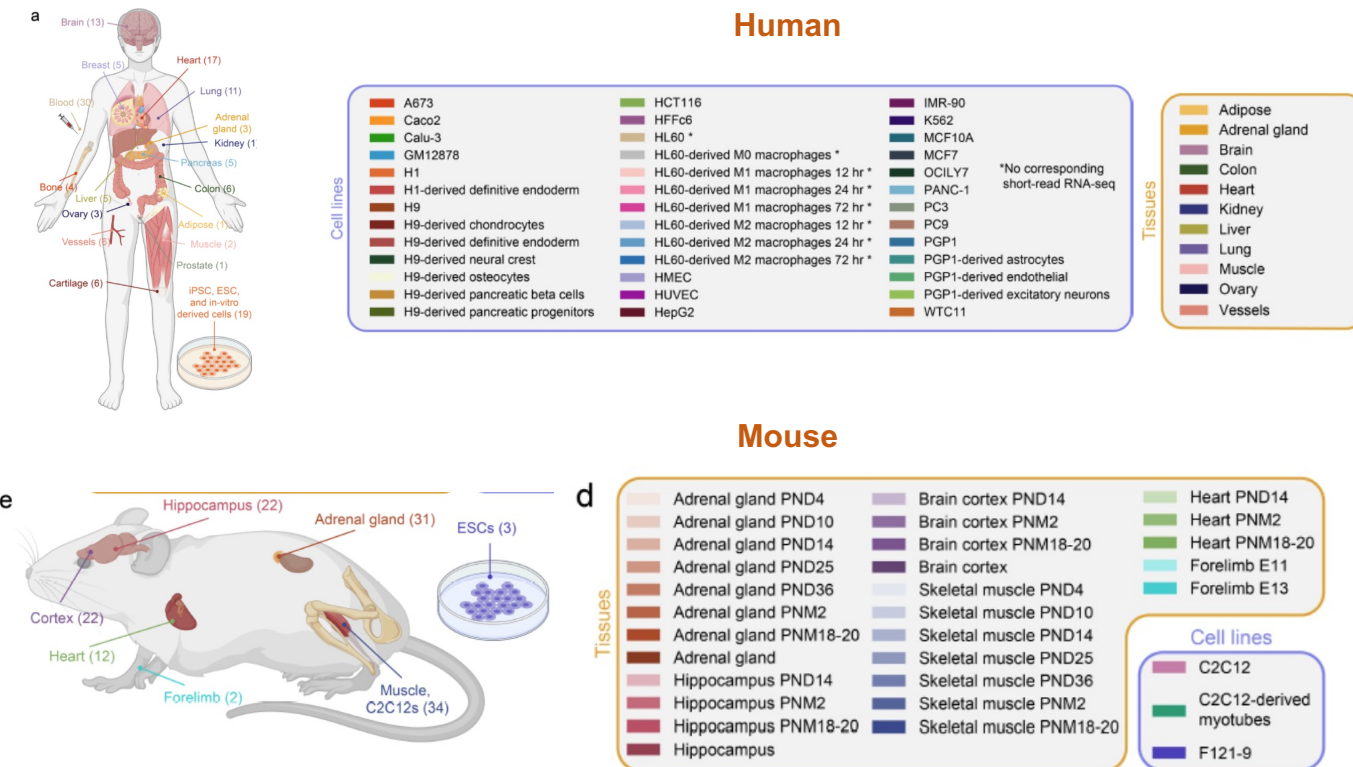 Human
a
Brain (13)
Heart (17)
Breast (5)
Lung (11)
Blood (30)
Adrenal
gland (3)
Kidney (1
Pancreas (5)
Bone (4)
Colon (6)
Liver (5)
Ovary (3)
Adipose (1)
Vessels (6)
Muscle (2)
Prostate (1)
Cartilage (6)
iPSC, ESC,
and in-vitro
derived cells (19)
Cell lines
A673
Caco2
Calu-3
GM12878
H1
H1-derived definitive endoderm
H9
H9-derived chondrocytes
H9-derived definitive endoderm
H9-derived neural crest
H9-derived osteocytes
H9-derived pancreatic beta cells
H9-derived pancreatic progenitors
HCT116
HFFc6
HL60 *
HL60-derived M0 macrophages *
HL60-derived M1 macrophages 12 hr *
HL60-derived M1 macrophages 24 hr *
HL60-derived M1 macrophages 72 hr *
HL60-derived M2 macrophages 12 hr *
HL60-derived M2 macrophages 24 hr *
HL60-derived M2 macrophages 72 hr *
HMEC
HUVEC
HepG2
IMR-90
K562
MCF10A
MCF7
OCILY7
PANC-1
PC3
PC9
PGP1
PGP1-derived astrocytes
PGP1-derived endothelial
PGP1-derived excitatory neurons
WTC11
*No corresponding
short-read RNA-seq
Tissues
Adipose
Adrenal gland
Brain
Colon
Heart
Kidney
Liver
Lung
Muscle
Ovary
Vessels
Mouse
e
Hippocampus (22)
Adrenal gland (31)
ESCs (3)
Cortex (22)
Heart (12)
Forelimb (2)
Muscle,
C2C12s (34)
d
Tissues
Adrenal gland PND4
Adrenal gland PND10
Adrenal gland PND14
Adrenal gland PND25
Adrenal gland PND36
Adrenal gland PNM2
Adrenal gland PNM18-20
Adrenal gland
Hippocampus PND14
Hippocampus PNM2
Hippocampus PNM18-20
Hippocampus
Brain cortex PND14
Brain cortex PNM2
Brain cortex PNM18-20
Brain cortex
Skeletal muscle PND4
Skeletal muscle PND10
Skeletal muscle PND14
Skeletal muscle PND25
Skeletal muscle PND36
Skeletal muscle PNM2
Skeletal muscle PNM18-20
Heart PND14
Heart PNM2
Heart PNM18-20
Forelimb E11
Forelimb E13
Cell lines
C2C12
C2C12-derived
myotubes
F121-9